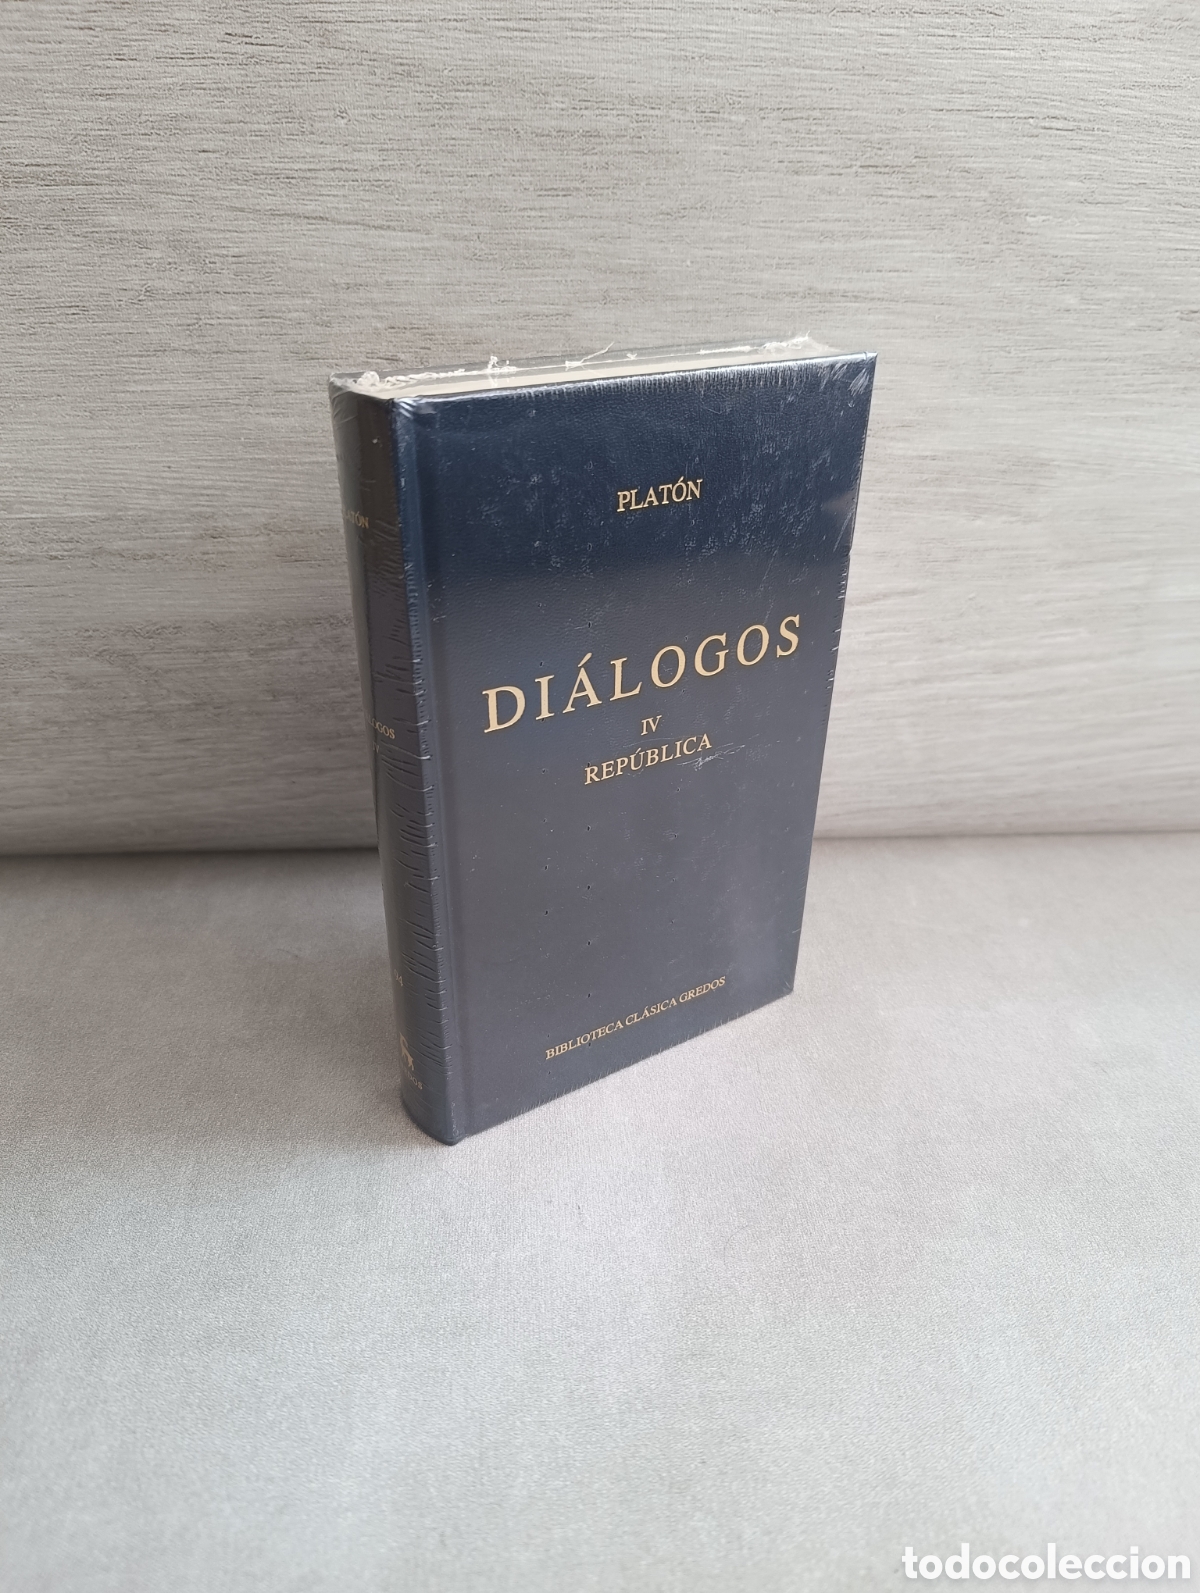 PLATÓN
DIÁLOGOS
IV
REPÚBLICA
BIBLIOTECA CLÁSICA GREDOS
todocoleccion